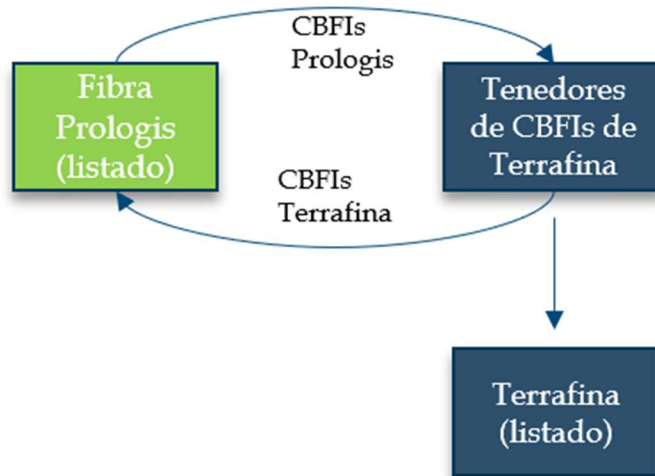 CBFIs
Prologis
Fibra
Prologis
(listado)
Tenedores
de CBFIs de
Terrafina
CBFIs
Terrafina
Terrafina
(listado)